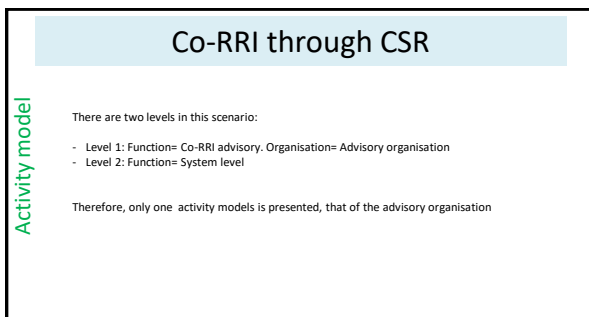 Co-RRI through CSR
Activity model
There are two levels in this scenario:
- Level 1: Function= Co-RRI advisory. Organisation= Advisory organisation
- Level 2: Function= System level
Therefore, only one activity models is presented, that of the advisory organisation